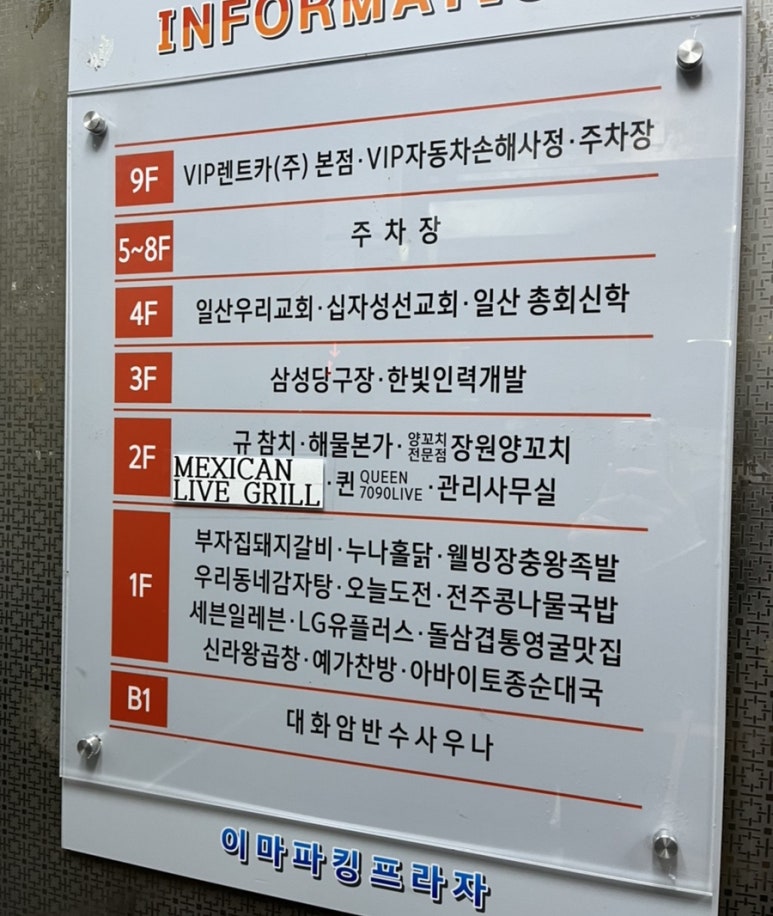 INFORMATIO
9F VIP렌트카(주) 본점·VIP자동차손해사정·주차장
5~8F 주 차 장
4F 일산우리교회·십자성선교회·일산 총회신학
3F 삼성당구장·한빛인력개발
2F 규 참치·해물본가·양꼬치 전문점 장원양꼬치
MEXICAN LIVE GRILL·퀸 QUEEN 7090LIVE·관리사무실
1F 부자집돼지갈비·누나홀닭·웰빙장충왕족발
우리동네감자탕·오늘도전·전주콩나물국밥
세븐일레븐·LG유플러스·돌삼겹통영굴맛집
신라왕곱창·예가찬방·아바이토종순대국
B1 대화암반수사우나
이마파킹프라자